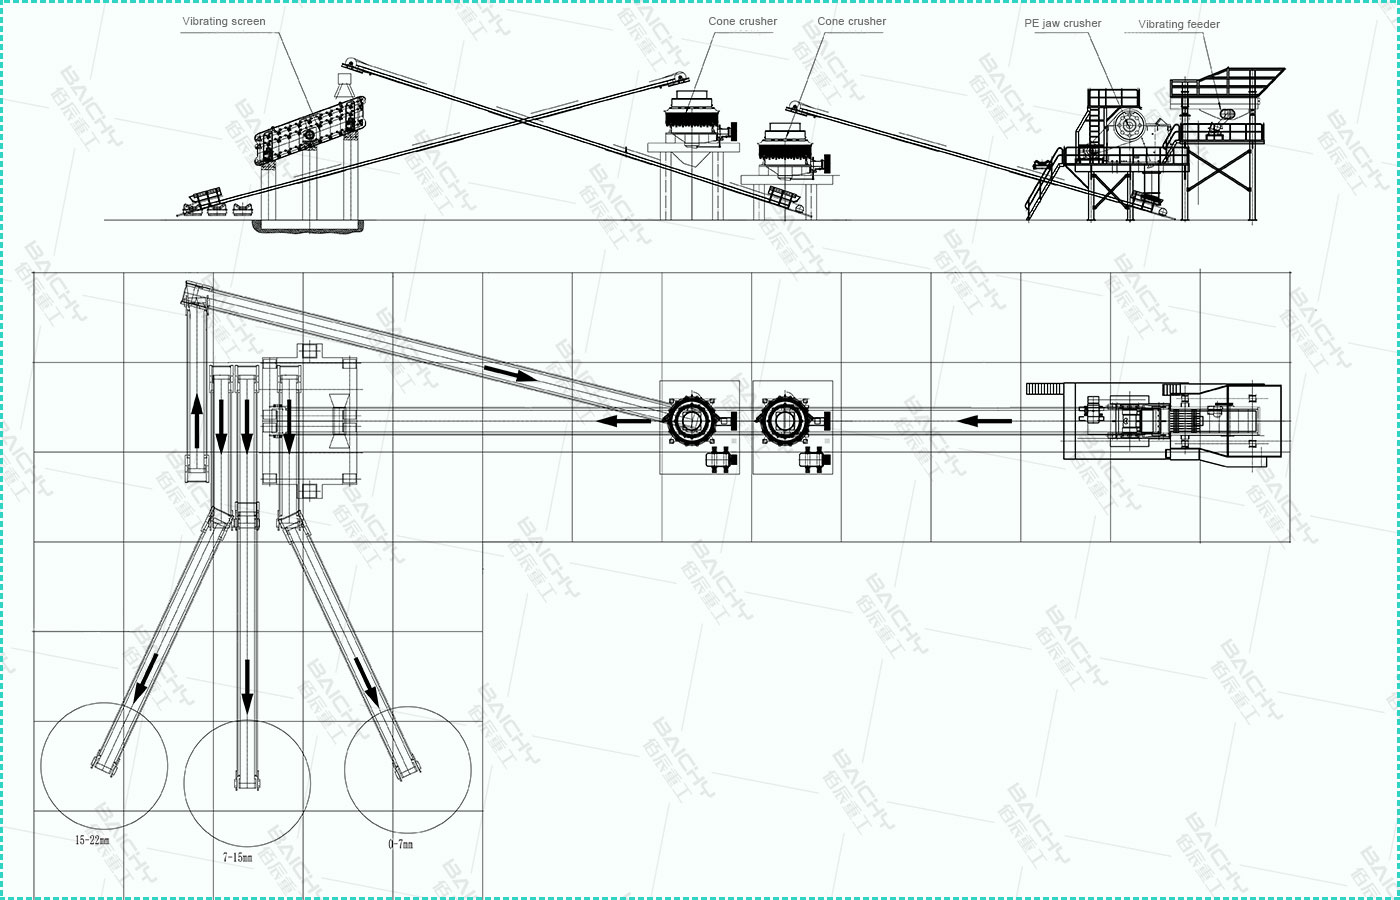 Vibrating screen
Cone crusher
Cone crusher
PE jaw crusher
Vibrating feeder
15-22mm
7-15mm
0-7mm
BAICHY
佰辰重工